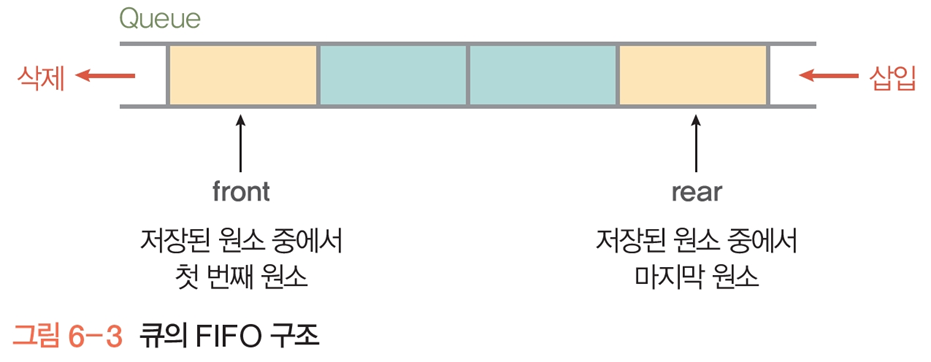 Queue
삭제
삽입
front
rear
저장된 원소 중에서
첫 번째 원소
저장된 원소 중에서
마지막 원소
그림 6-3 큐의 FIFO 구조